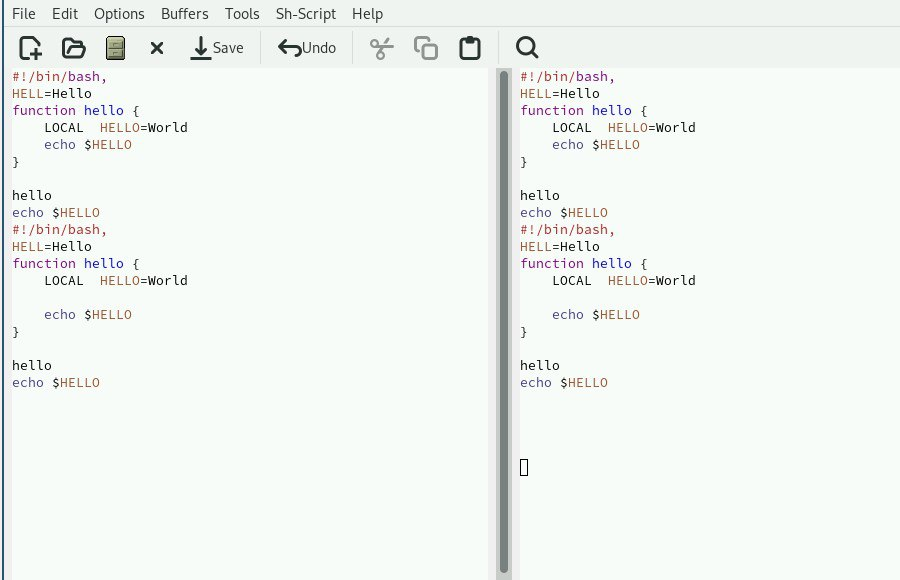 File Edit Options Buffers Tools Sh-Script Help
Save Undo
#!/bin/bash,
HELL=Hello
function hello {
    LOCAL  HELLO=World
    echo $HELLO
}
hello
echo $HELLO
#!/bin/bash,
HELL=Hello
function hello {
    LOCAL  HELLO=World
    echo $HELLO
}
hello
echo $HELLO
#!/bin/bash,
HELL=Hello
function hello {
    LOCAL  HELLO=World
    echo $HELLO
}
hello
echo $HELLO
#!/bin/bash,
HELL=Hello
function hello {
    LOCAL  HELLO=World
    echo $HELLO
}
hello
echo $HELLO